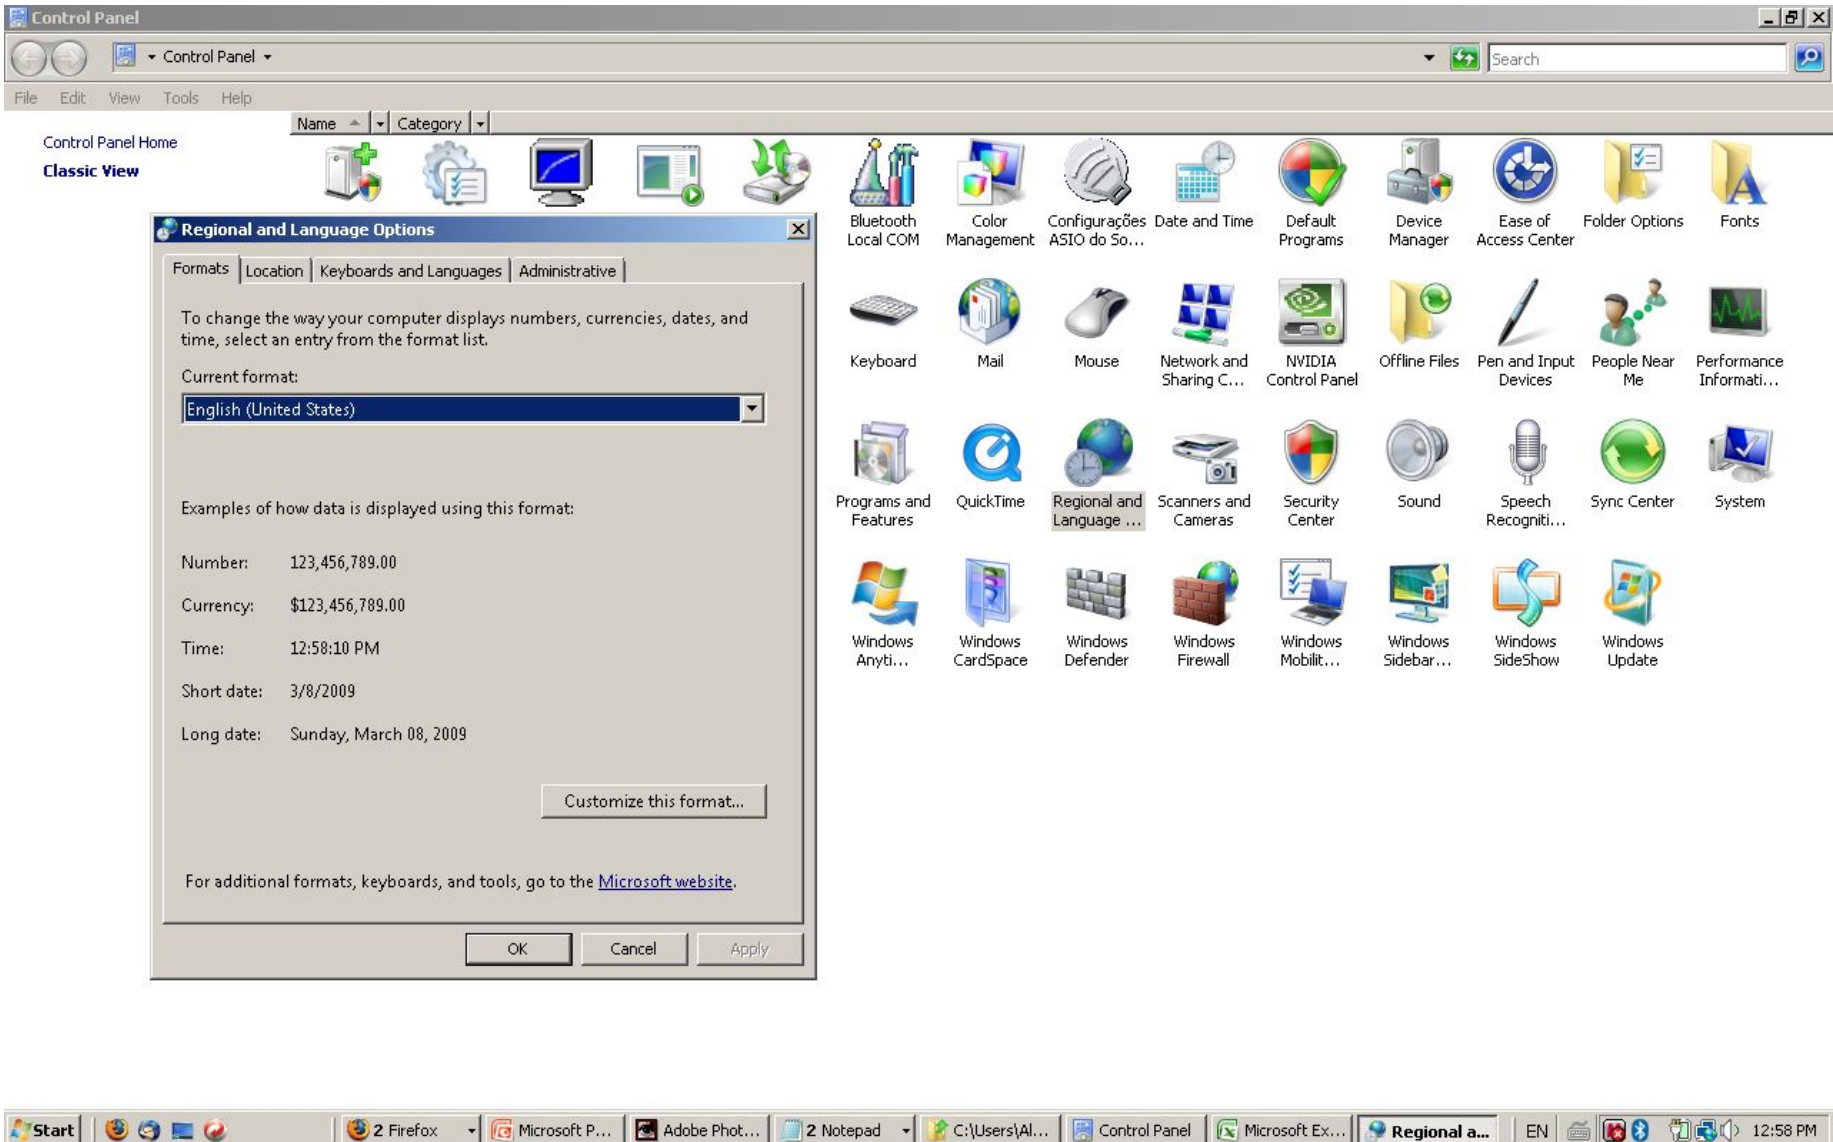 Control Panel
Control Panel
Search
File Edit View Tools Help
Name Category
Control Panel Home
Classic View
Bluetooth Local COM
Color Management
Configurações ASIO do So...
Date and Time
Default Programs
Device Manager
Ease of Access Center
Folder Options
Fonts
Keyboard
Mail
Mouse
Network and Sharing C...
NVIDIA Control Panel
Offline Files
Pen and Input Devices
People Near Me
Performance Informati...
Programs and Features
QuickTime
Regional and Language ...
Scanners and Cameras
Security Center
Sound
Speech Recogniti...
Sync Center
System
Windows Anyti...
Windows CardSpace
Windows Defender
Windows Firewall
Windows Mobilit...
Windows Sidebar...
Windows SideShow
Windows Update
Regional and Language Options
Formats Location Keyboards and Languages Administrative
To change the way your computer displays numbers, currencies, dates, and
time, select an entry from the format list.
Current format:
English (United States)
Examples of how data is displayed using this format:
Number: 123,456,789.00
Currency: $123,456,789.00
Time: 12:58:10 PM
Short date: 3/8/2009
Long date: Sunday, March 08, 2009
Customize this format...
For additional formats, keyboards, and tools, go to the Microsoft website.
OK Cancel Apply
Start 2 Firefox Microsoft P... Adobe Phot... 2 Notepad C:\Users\Al... Control Panel Microsoft Ex... Regional a... EN 12:58 PM